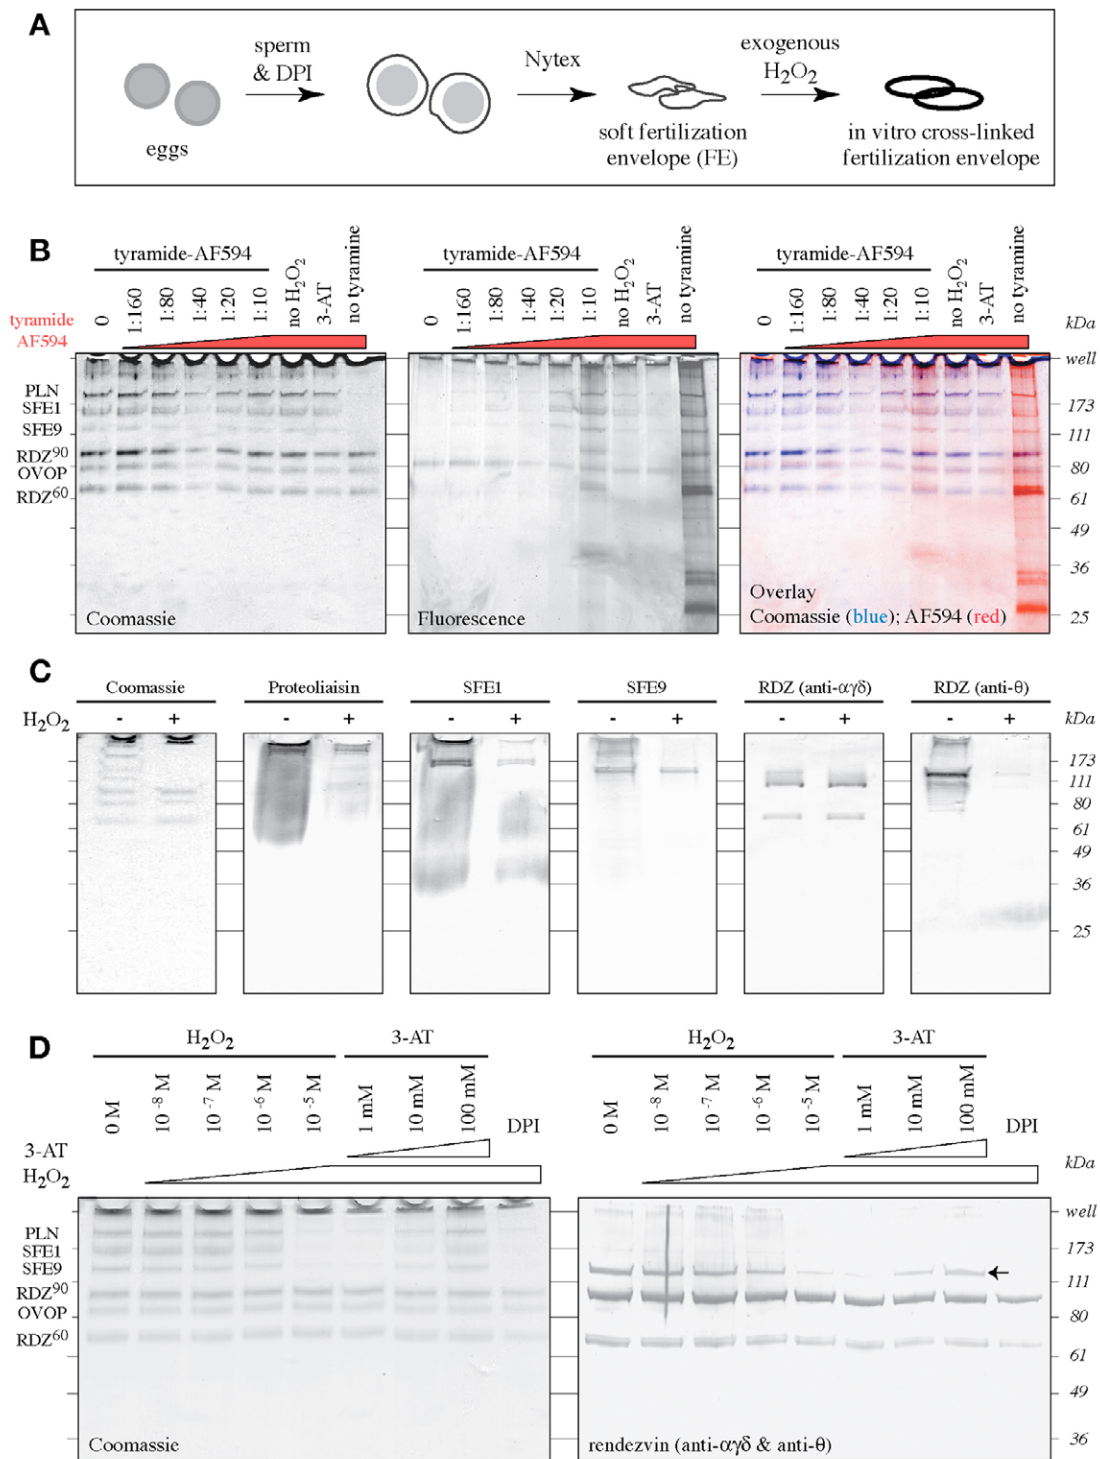 A
sperm
& DPI
Nytex
exogenous
H2O2
eggs
soft fertilization
envelope (FE)
in vitro cross-linked
fertilization envelope
B
tyramide-AF594
tyramide-AF594
tyramide-AF594
0 1:160 1:80 1:40 1:20 1:10 no H2O2 3-AT no tyramine
0 1:160 1:80 1:40 1:20 1:10 no H2O2 3-AT no tyramine
0 1:160 1:80 1:40 1:20 1:10 no H2O2 3-AT no tyramine
tyramide
AF594
kDa
well
PLN
SFE1
SFE9
RDZ90
OVOP
RDZ60
173
111
80
61
49
36
25
Coomassie
Fluorescence
Overlay
Coomassie (blue); AF594 (red)
C
Coomassie
Proteoliaisin
SFE1
SFE9
RDZ (anti-αγδ)
RDZ (anti-θ)
H2O2 - + - + - + - + - + - + kDa
173
111
80
61
49
36
25
D
H2O2
3-AT
H2O2
3-AT
0 M 10-8 M 10-7 M 10-6 M 10-5 M 1 mM 10 mM 100 mM DPI
0 M 10-8 M 10-7 M 10-6 M 10-5 M 1 mM 10 mM 100 mM DPI
3-AT
H2O2
kDa
well
PLN
SFE1
SFE9
RDZ90
OVOP
RDZ60
173
111
80
61
49
36
Coomassie
rendezvin (anti-αγδ & anti-θ)